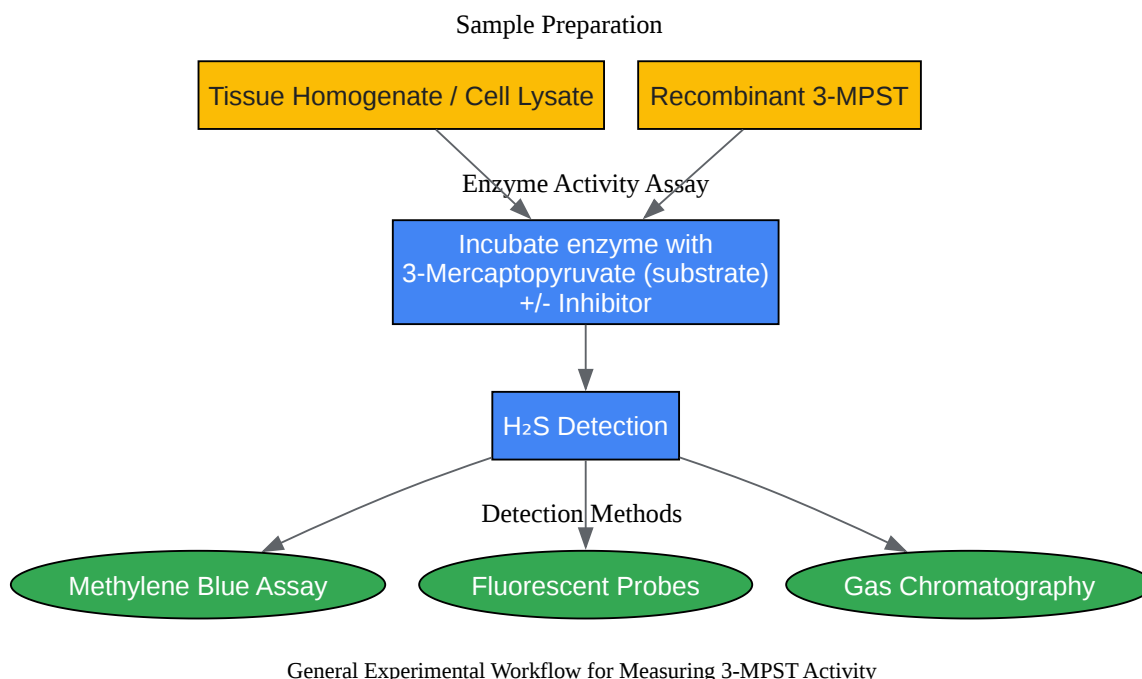 Sample Preparation
Tissue Homogenate / Cell Lysate
Recombinant 3-MPST
Enzyme Activity Assay
Incubate enzyme with
3-Mercaptopyruvate (substrate)
+/- Inhibitor
H₂S Detection
Detection Methods
Methylene Blue Assay
Fluorescent Probes
Gas Chromatography
General Experimental Workflow for Measuring 3-MPST Activity